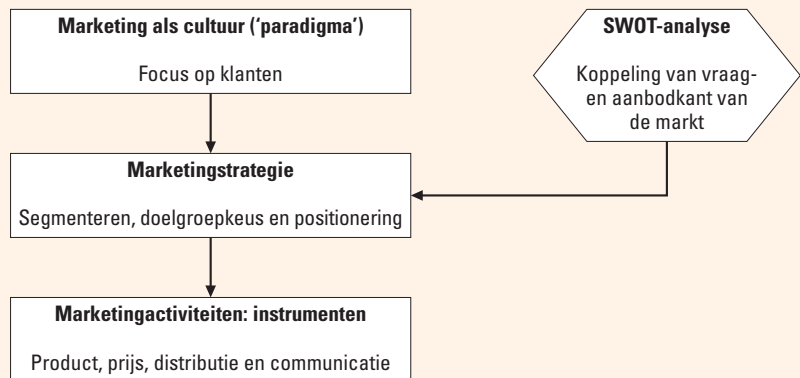 Marketing als cultuur (‘paradigma’)
Focus op klanten
SWOT-analyse
Koppeling van vraag-
en aanbodkant van
de markt
Marketingstrategie
Segmenteren, doelgroepkeus en positionering
Marketingactiviteiten: instrumenten
Product, prijs, distributie en communicatie